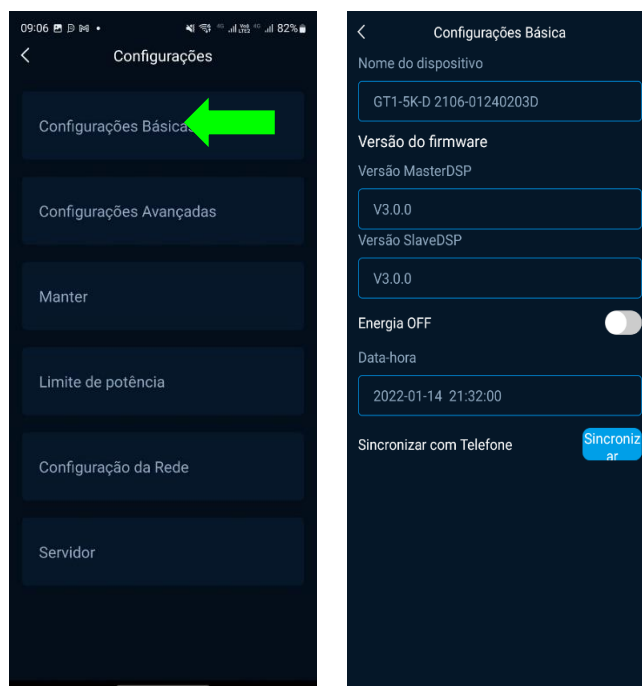 09:06
82%
Configurações
Configurações Básicas
Configurações Avançadas
Manter
Limite de potência
Configuração da Rede
Servidor
Configurações Básica
Nome do dispositivo
GT1-5K-D 2106-01240203D
Versão do firmware
Versão MasterDSP
V3.0.0
Versão SlaveDSP
V3.0.0
Energia OFF
Data-hora
2022-01-14 21:32:00
Sincronizar com Telefone
Sincroniz
ar